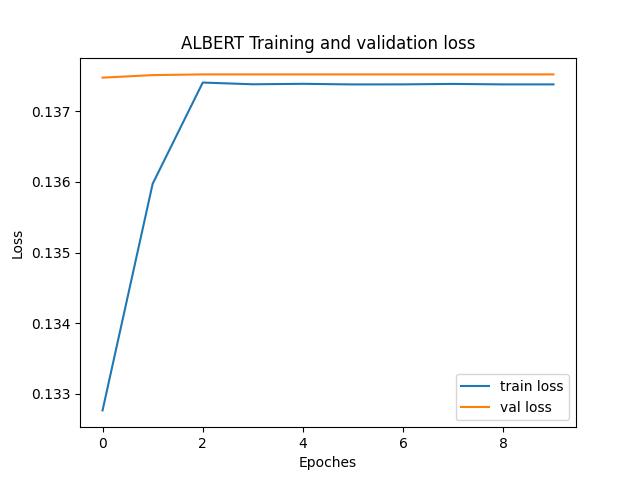 ALBERT Training and validation loss
0.137
0.136
0.135
0.134
0.133
Loss
train loss
val loss
0 2 4 6 8
Epoches